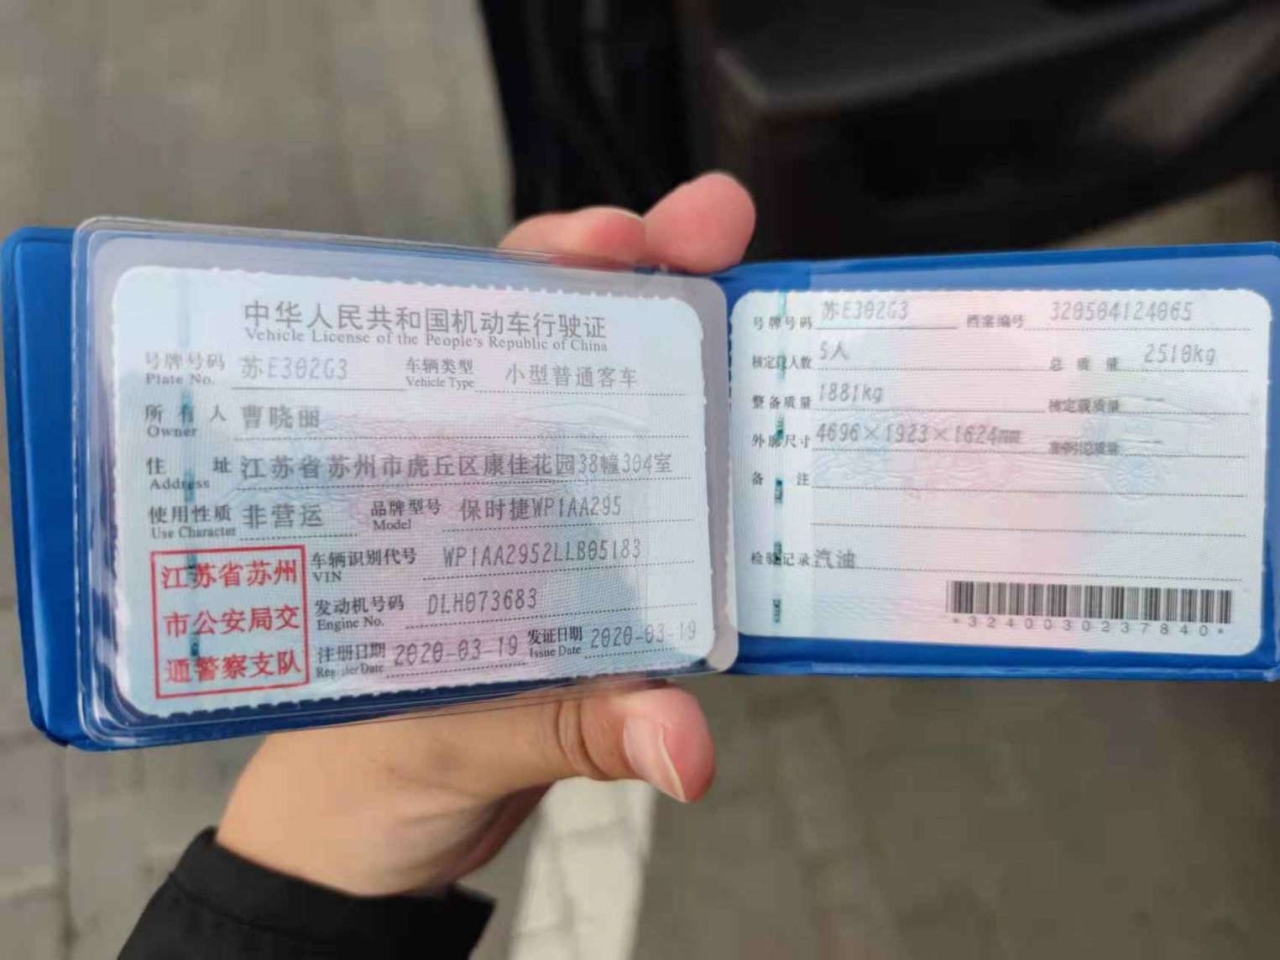 中华人民共和国机动车行驶证
Vehicle License of the People's Republic of China
号牌号码 苏E302G3 车辆类型 小型普通客车
Plate No. Vehicle Type
所有人 曹晓丽
Owner
住址 江苏省苏州市虎丘区康佳花园38幢304室
Address
使用性质 非营运 品牌型号 保时捷WP1AA295
Use Character Model
江苏省苏州
市公安局交
通警察支队
车辆识别代号 WP1AA2952LLB05183
VIN
发动机号码 DLH073683
Engine No.
注册日期 2020-03-19 发证日期 2020-03-19
Register Date Issue Date
号牌号码 苏E302G3 档案编号 320504124065
核定载人数 5人 总质量 2510kg
整备质量 1881kg 核定载质量
外廓尺寸 4696×1923×1624mm 准牵引总质量
备注
检验记录 汽油
*3240030237840*